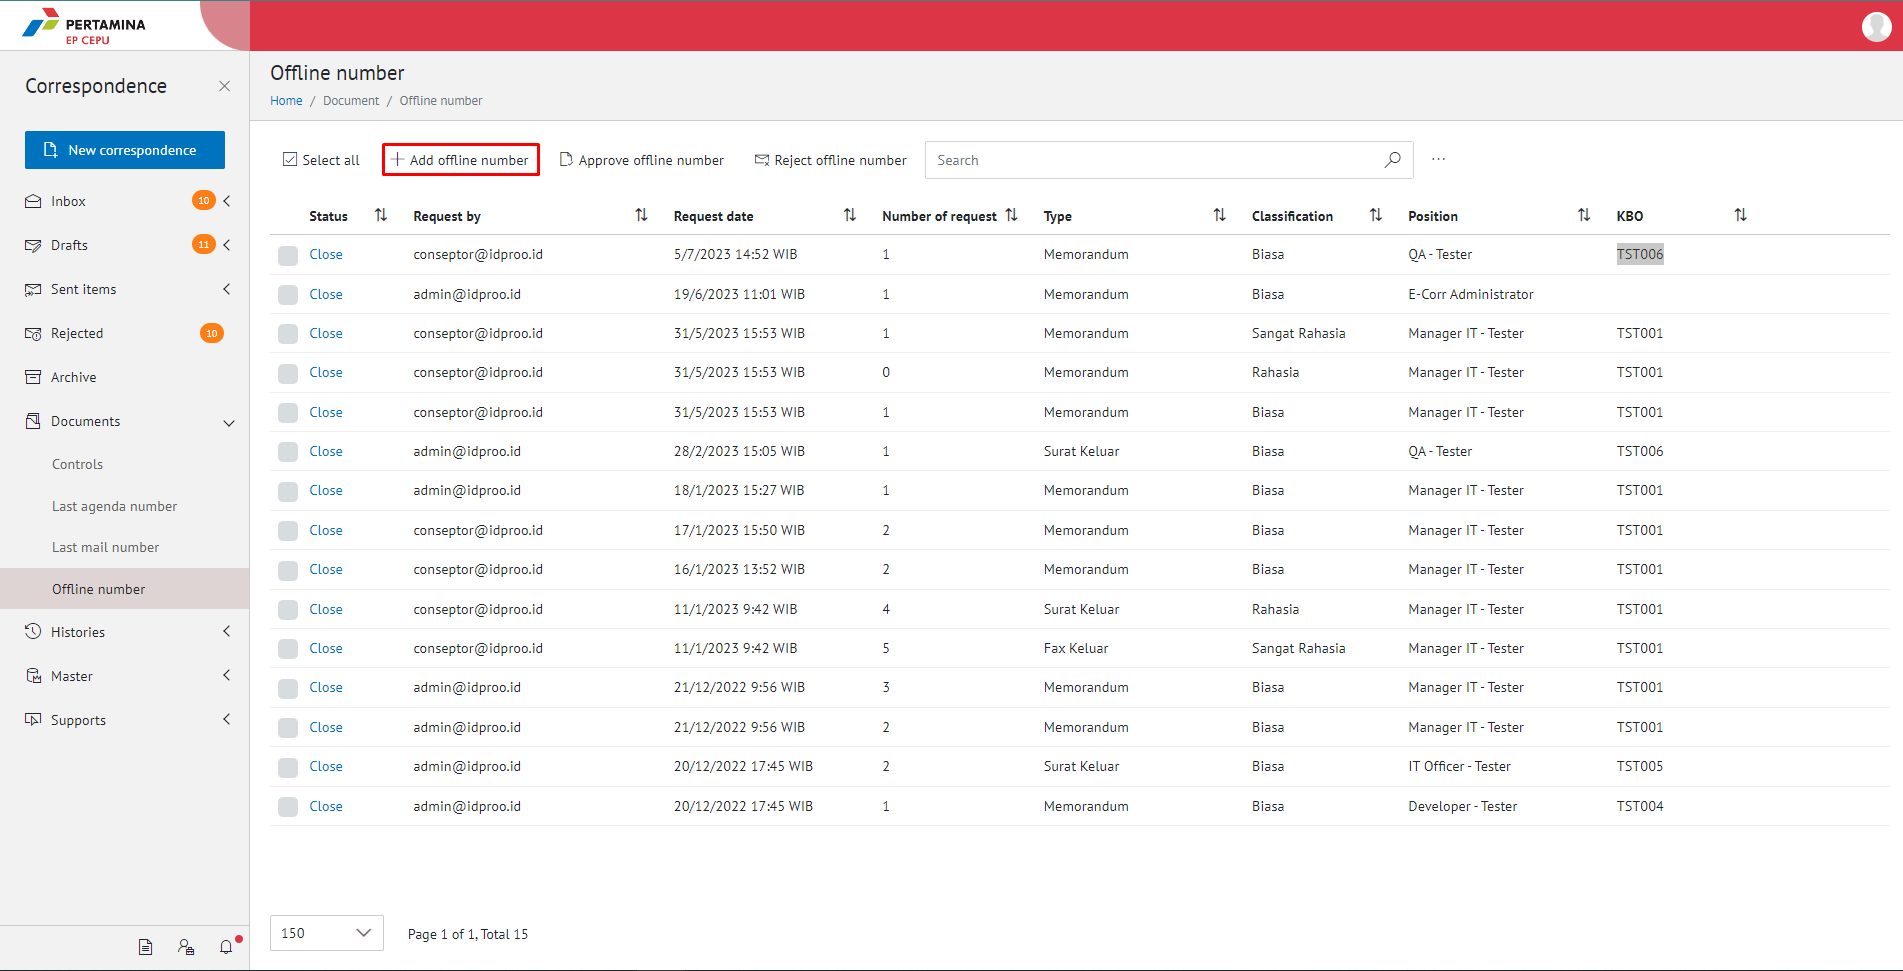 PERTAMINA
EP CEPU
Correspondence
New correspondence
Inbox 10
Drafts 11
Sent items
Rejected 10
Archive
Documents
Controls
Last agenda number
Last mail number
Offline number
Histories
Master
Supports
Offline number
Home / Document / Offline number
Select all Add offline number Approve offline number Reject offline number Search ...
Status Request by Request date Number of request Type Classification Position KBO
Close conseptor@idproo.id 5/7/2023 14:52 WIB 1 Memorandum Biasa QA - Tester TST006
Close admin@idproo.id 19/6/2023 11:01 WIB 1 Memorandum Biasa E-Corr Administrator
Close conseptor@idproo.id 31/5/2023 15:53 WIB 1 Memorandum Sangat Rahasia Manager IT - Tester TST001
Close conseptor@idproo.id 31/5/2023 15:53 WIB 0 Memorandum Rahasia Manager IT - Tester TST001
Close conseptor@idproo.id 31/5/2023 15:53 WIB 1 Memorandum Biasa Manager IT - Tester TST001
Close admin@idproo.id 28/2/2023 15:05 WIB 1 Surat Keluar Biasa QA - Tester TST006
Close admin@idproo.id 18/1/2023 15:27 WIB 1 Memorandum Biasa Manager IT - Tester TST001
Close conseptor@idproo.id 17/1/2023 15:50 WIB 2 Memorandum Biasa Manager IT - Tester TST001
Close conseptor@idproo.id 16/1/2023 13:52 WIB 2 Memorandum Biasa Manager IT - Tester TST001
Close conseptor@idproo.id 11/1/2023 9:42 WIB 4 Surat Keluar Rahasia Manager IT - Tester TST001
Close conseptor@idproo.id 11/1/2023 9:42 WIB 5 Fax Keluar Sangat Rahasia Manager IT - Tester TST001
Close admin@idproo.id 21/12/2022 9:56 WIB 3 Memorandum Biasa Manager IT - Tester TST001
Close admin@idproo.id 21/12/2022 9:56 WIB 2 Memorandum Biasa Manager IT - Tester TST001
Close admin@idproo.id 20/12/2022 17:45 WIB 2 Surat Keluar Biasa IT Officer - Tester TST005
Close admin@idproo.id 20/12/2022 17:45 WIB 1 Memorandum Biasa Developer - Tester TST004
150 Page 1 of 1, Total 15